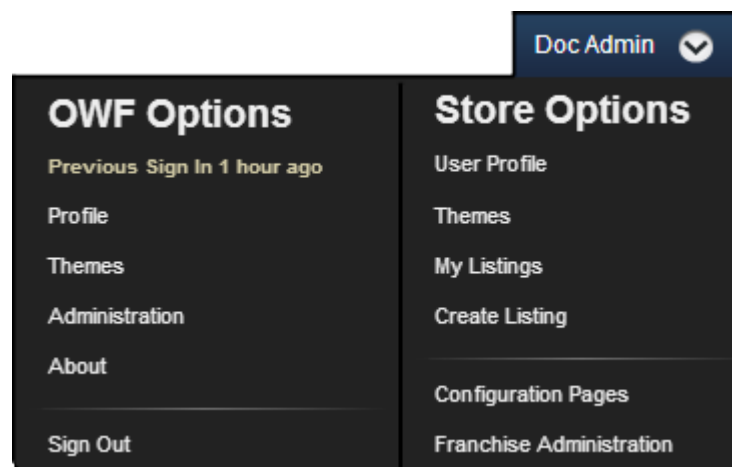 Doc Admin
OWF Options
Previous Sign In 1 hour ago
Profile
Themes
Administration
About
Sign Out
Store Options
User Profile
Themes
My Listings
Create Listing
Configuration Pages
Franchise Administration